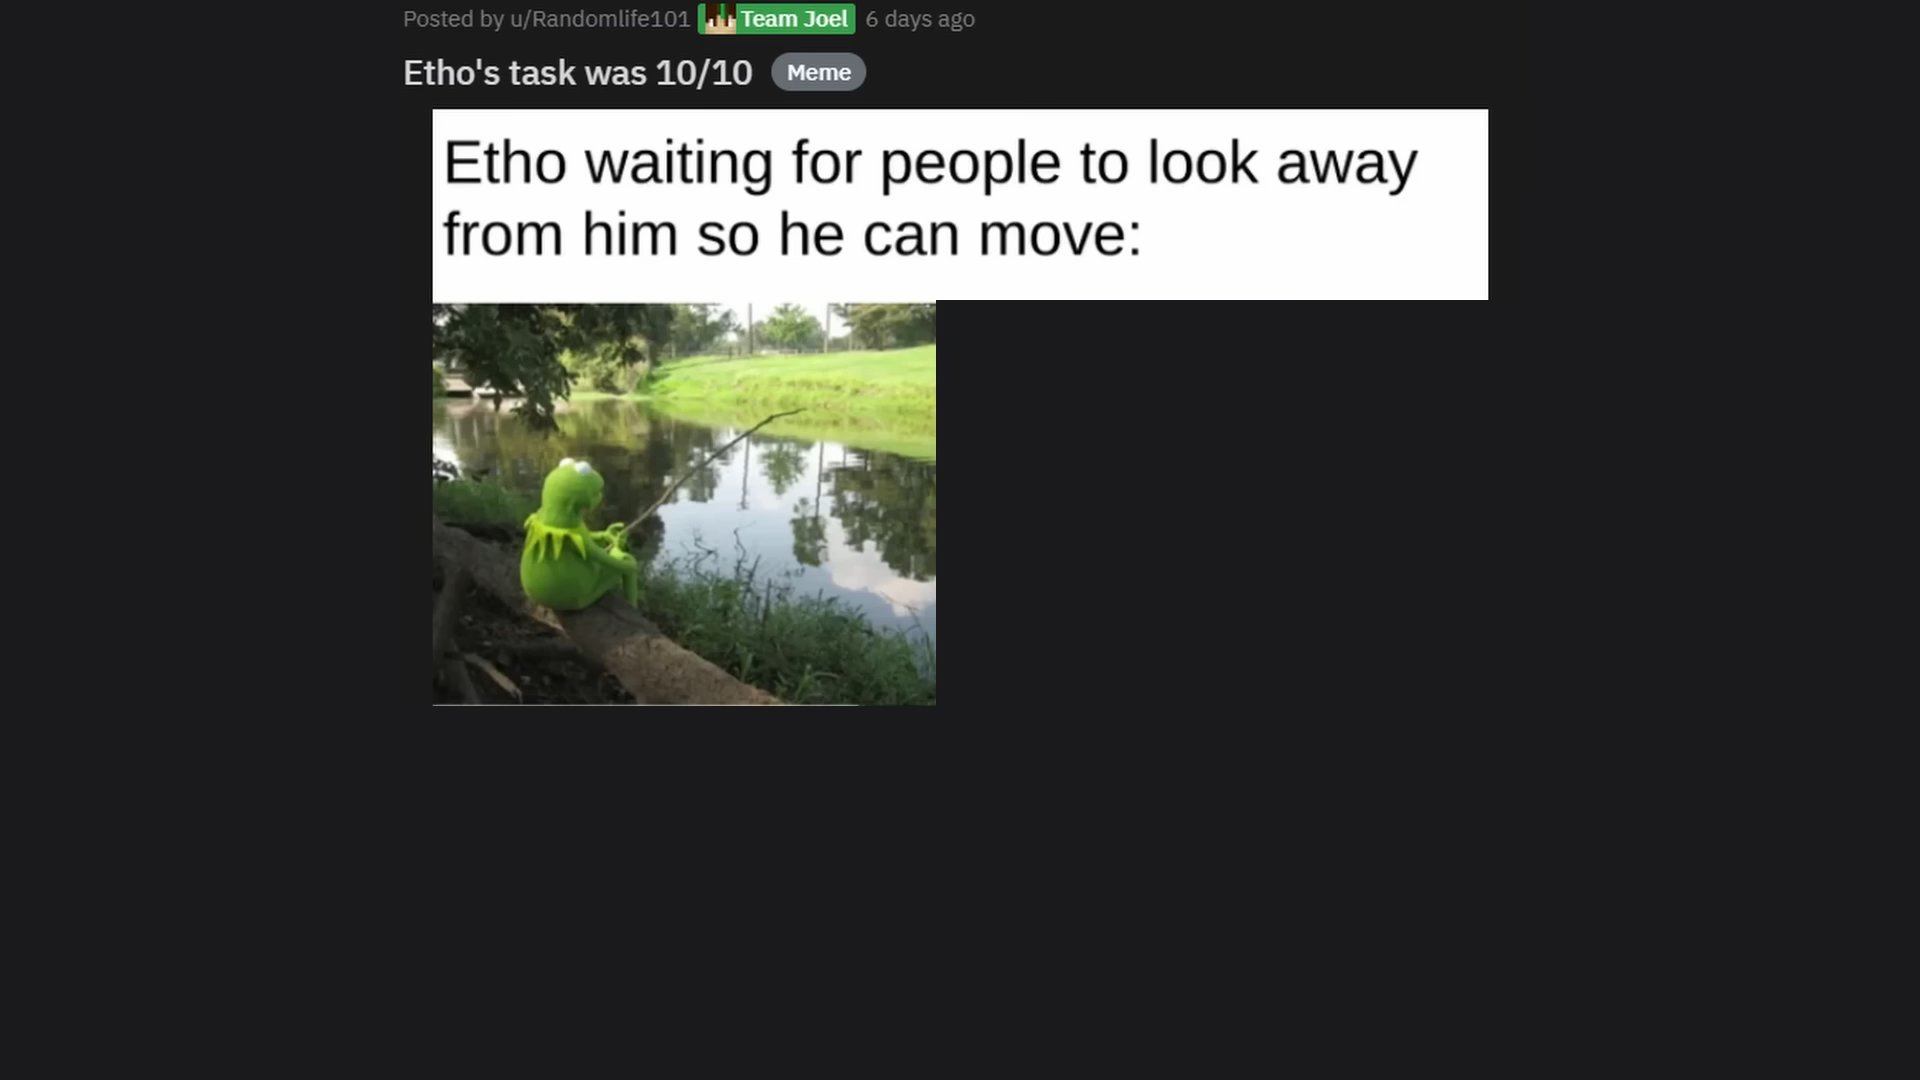 Posted by u/Randomlife101 Team Joel 6 days ago
Etho's task was 10/10 Meme
Etho waiting for people to look away
from him so he can move: